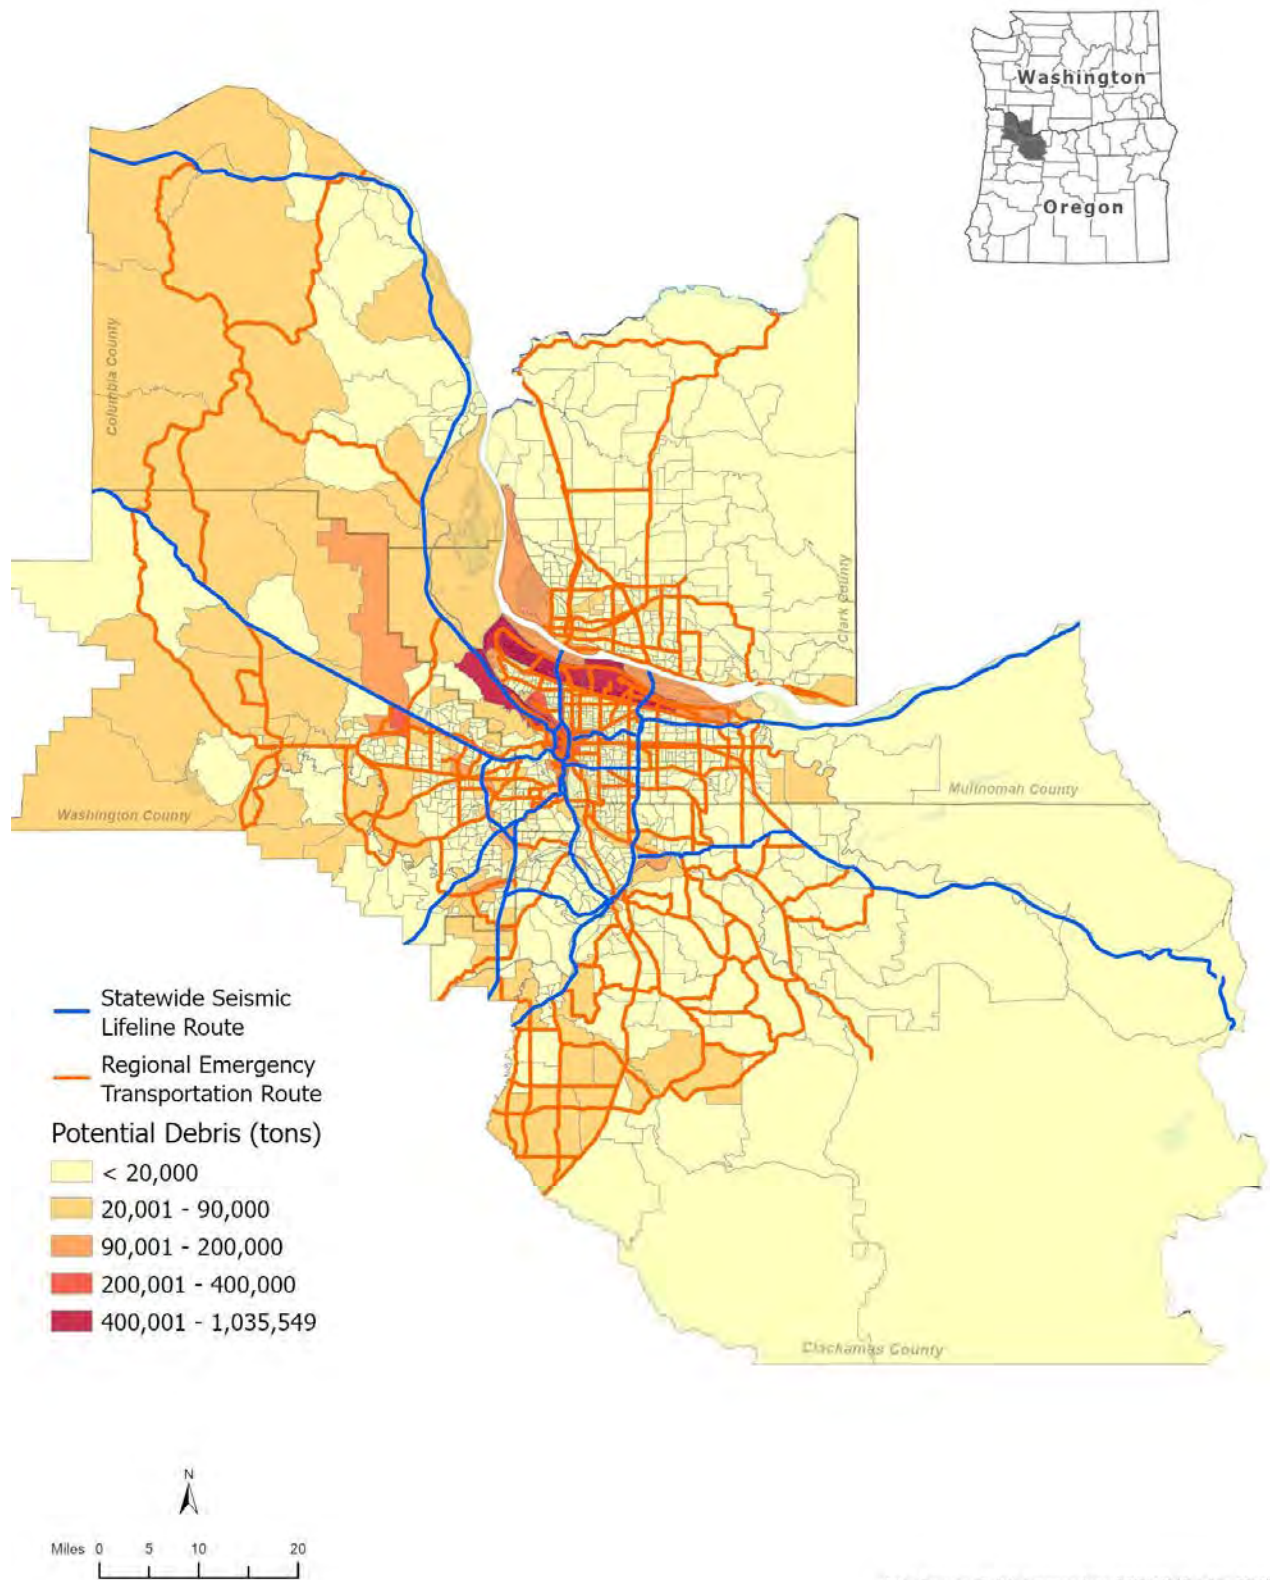 Washington
Oregon
Columbia County
Clark County
Multnomah County
Washington County
Statewide Seismic
Lifeline Route
Regional Emergency
Transportation Route
Potential Debris (tons)
< 20,000
20,001 - 90,000
90,001 - 200,000
200,001 - 400,000
400,001 - 1,035,549
Clackamas County
N
Miles 0 5 10 20